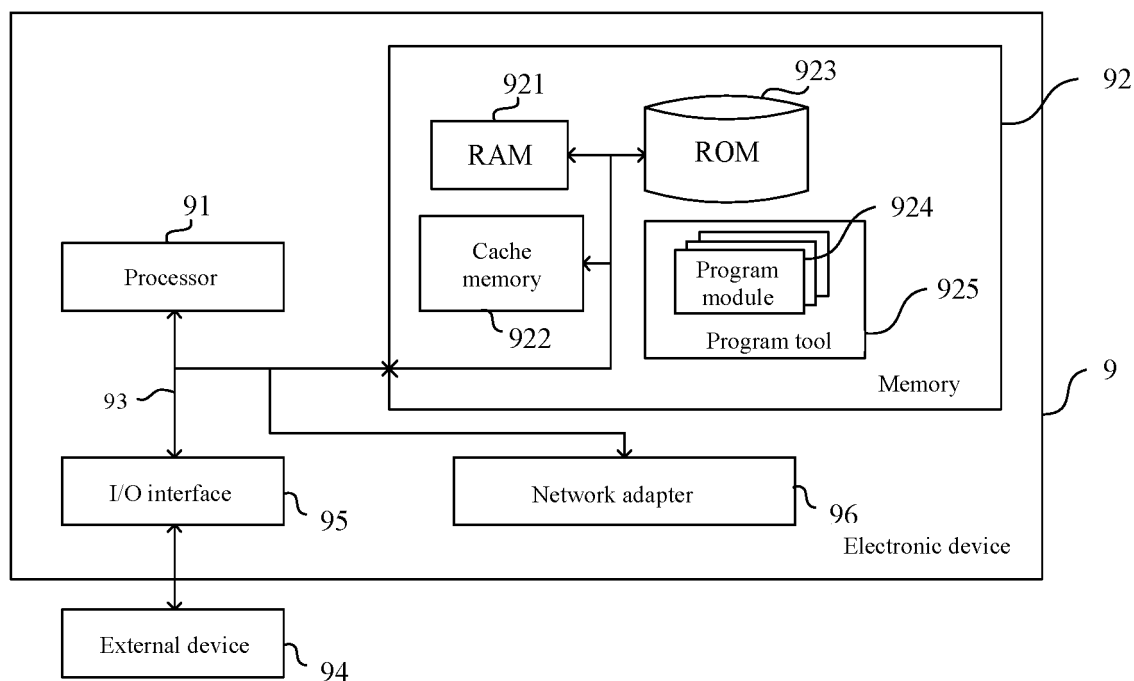 923
92
921
RAM
ROM
91
924
Cache
memory
Program
module
Processor
925
922
Program tool
9
Memory
93
I/O interface
Network adapter
95
96
Electronic device
External device
94